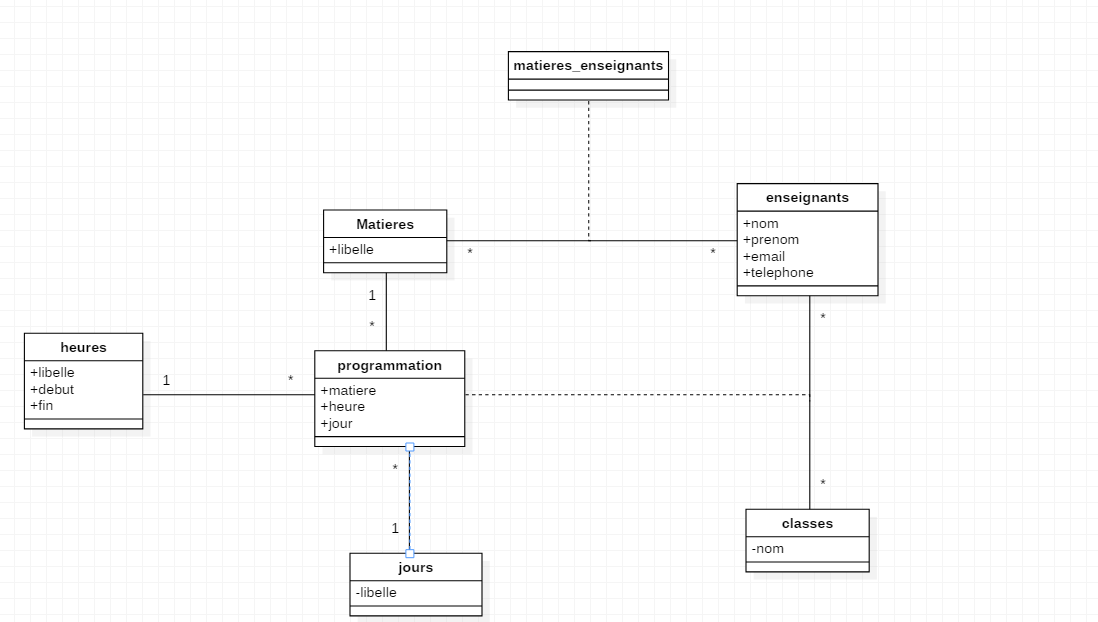 matieres_enseignants
enseignants
+nom
+prenom
+email
+telephone
Matieres
+libelle
*
*
1
*
*
heures
+libelle
+debut
+fin
1
*
programmation
+matiere
+heure
+jour
*
1
*
classes
-nom
jours
-libelle